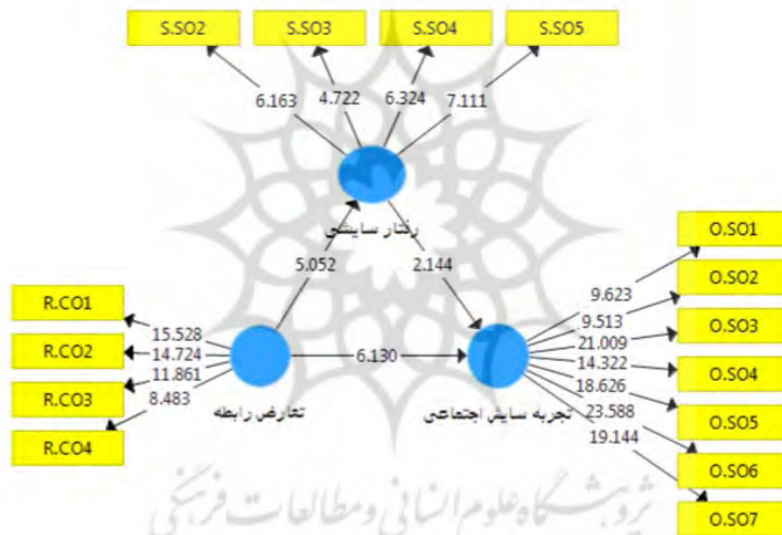 S.SO2 S.SO3 S.SO4 S.SO5
6.163 4.722 6.324 7.111
رفتار سایشی
5.052 2.144
O.SO1
O.SO2
O.SO3
O.SO4
O.SO5
O.SO6
O.SO7
9.623
9.513
21.009
14.322
18.626
23.588
19.144
R.CO1
R.CO2
R.CO3
R.CO4
15.528
14.724
11.861
8.483
6.130
تعارض رابطه
تجربه سایش اجتماعی
پژوهشگاه علوم انسانی و مطالعات فرهنگی